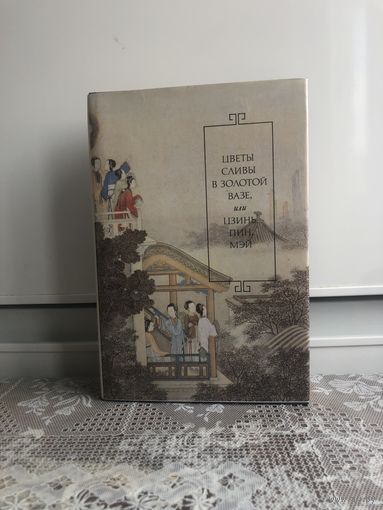 ЦВЕТЫ
СЛИВЫ
В ЗОЛОТОЙ
ВАЗЕ,
или
ЦЗИНЬ,
ПИН,
МЭЙ